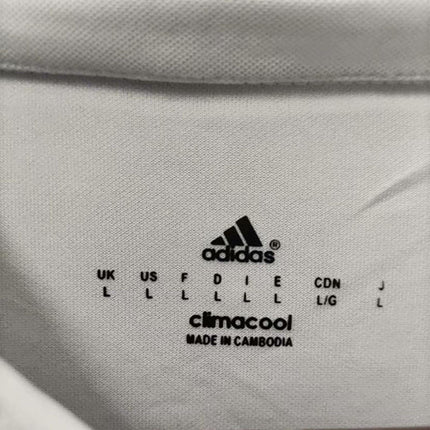 adidas®
UK US F D I E CDN J
L L L L L L L/G L
climacool
MADE IN CAMBODIA